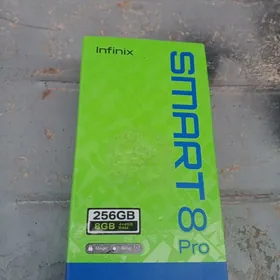 Infinix
SMART 8
Pro
256GB
8GB